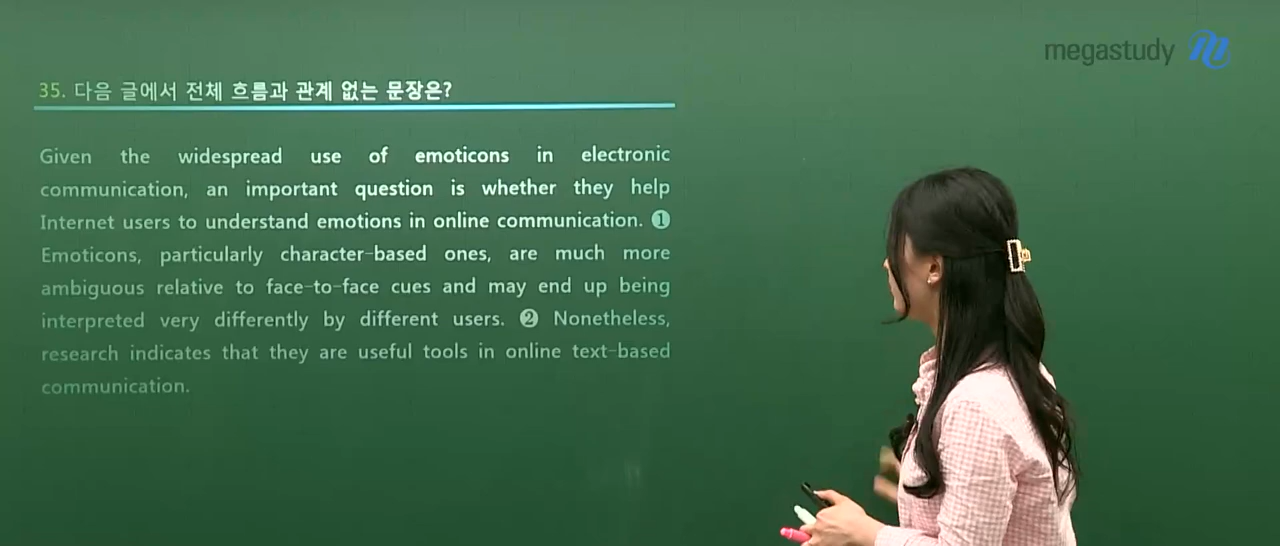 megastudy
35. 다음 글에서 전체 흐름과 관계 없는 문장은?
Given the widespread use of emoticons in electronic
communication, an important question is whether they help
Internet users to understand emotions in online communication. ❶
Emoticons, particularly character-based ones, are much more
ambiguous relative to face-to-face cues and may end up being
interpreted very differently by different users. ❷ Nonetheless,
research indicates that they are useful tools in online text-based
communication.